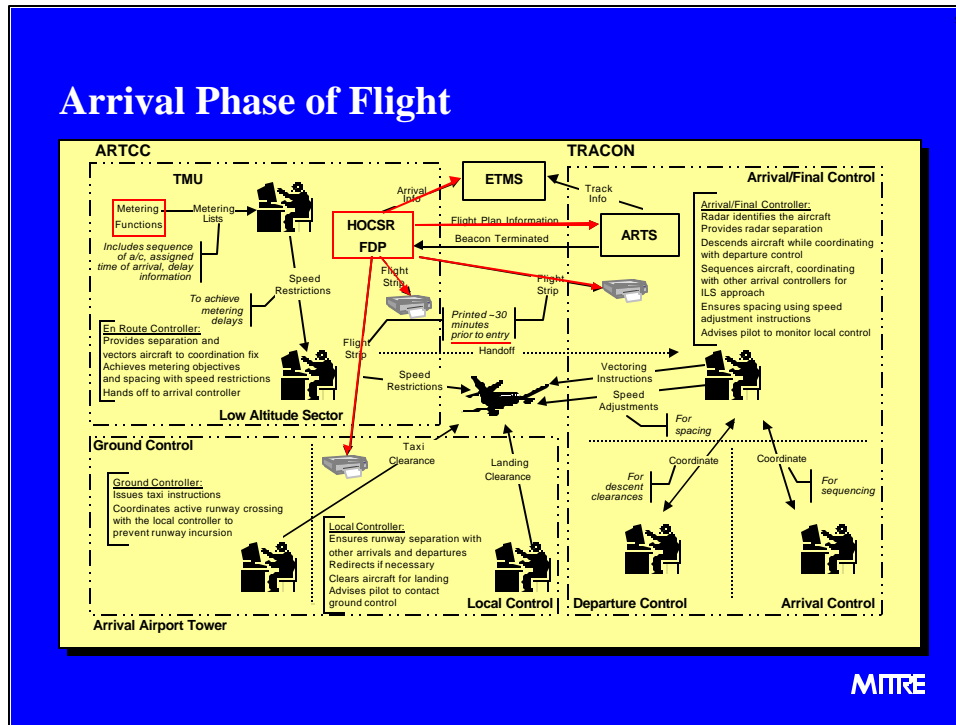 Arrival Phase of Flight
ARTCC
TMU
Metering
Functions
Metering
Lists
Includes sequence
of a/c, assigned
time of arrival, delay
information
To achieve
metering
delays
Speed
Restrictions
En Route Controller:
Provides separation and
vectors aircraft to coordination fix
Achieves metering objectives
and spacing with speed restrictions
Hands off to arrival controller
Low Altitude Sector
Arrival
Info
ETMS
HOCSR
FDP
Flight Plan Information
Beacon Terminated
Track
Info
ARTS
Flight
Strip
Flight
Strip
Flight
Strip
Printed ~30
minutes
prior to entry
Handoff
Speed
Restrictions
TRACON
Arrival/Final Control
Arrival/Final Controller:
Radar identifies the aircraft
Provides radar separation
Descends aircraft while coordinating
with departure control
Sequences aircraft, coordinating
with other arrival controllers for
ILS approach
Ensures spacing using speed
adjustment instructions
Advises pilot to monitor local control
Vectoring
Instructions
Speed
Adjustments
For
spacing
Coordinate
For
descent
clearances
Coordinate
For
sequencing
Departure Control
Arrival Control
Ground Control
Ground Controller:
Issues taxi instructions
Coordinates active runway crossing
with the local controller to
prevent runway incursion
Taxi
Clearance
Landing
Clearance
Local Controller:
Ensures runway separation with
other arrivals and departures
Redirects if necessary
Clears aircraft for landing
Advises pilot to contact
ground control
Local Control
Arrival Airport Tower
MITRE